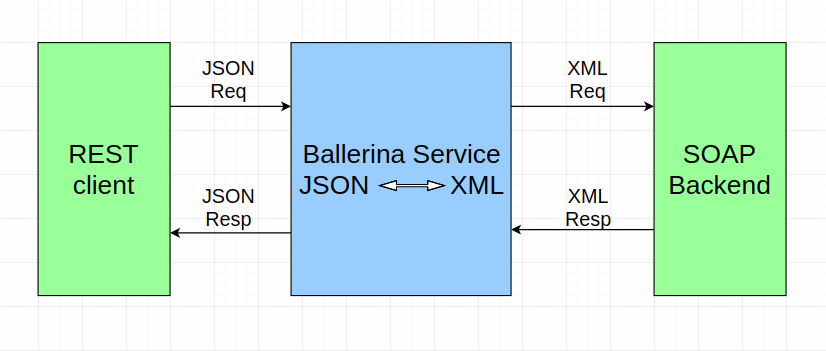 REST
client
JSON
Req
JSON
Resp
Ballerina Service
JSON XML
XML
Req
XML
Resp
SOAP
Backend